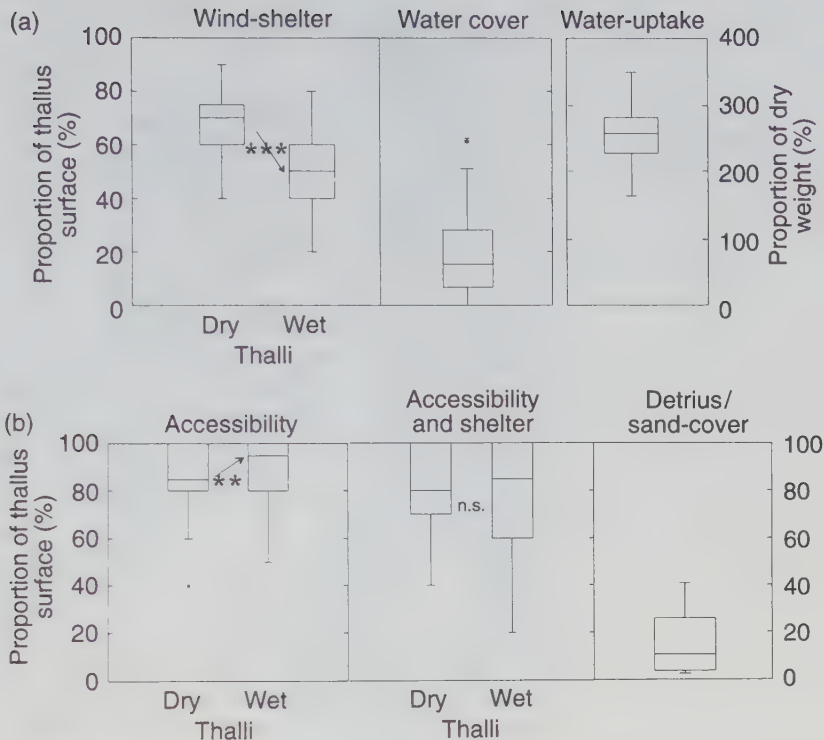 (a)
Wind-shelter
Water cover
Water-uptake
Proportion of thallus
surface (%)
100
80
60
40
20
0
***
Dry
Wet
Thalli
400
300
200
100
0
Proportion of dry
weight (%)
(b)
Accessibility
Accessibility
and shelter
Detrius/
sand-cover
Proportion of thallus
surface (%)
100
80
60
40
20
0
**
Dry
Wet
Thalli
n.s.
Dry
Wet
Thalli
100
80
60
40
20
0